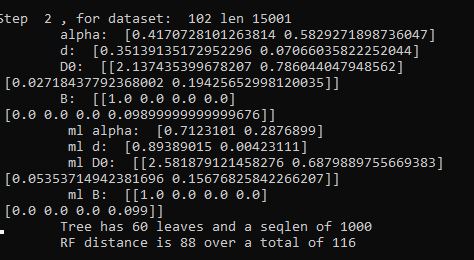 Step  2 , for dataset:  102 len 15001
alpha:  [0.4170728101263814 0.5829271898736047]
d:  [0.35139135172952296 0.07066035822252044]
D0:  [[2.137435399678207 0.786044047948562]
[0.02718437792368002 0.19425652998120035]]
B:  [[1.0 0.0 0.0 0.0]
[0.0 0.0 0.0 0.09899999999999676]]
ml alpha:  [0.7123101 0.2876899]
ml d:  [0.89389015 0.00423111]
ml D0:  [[2.581879121458276 0.6879889755669383]
[0.05353714942381696 0.15676825842266207]]
ml B:  [[1.0 0.0 0.0 0.0]
[0.0 0.0 0.0 0.099]]
Tree has 60 leaves and a seqlen of 1000
RF distance is 88 over a total of 116